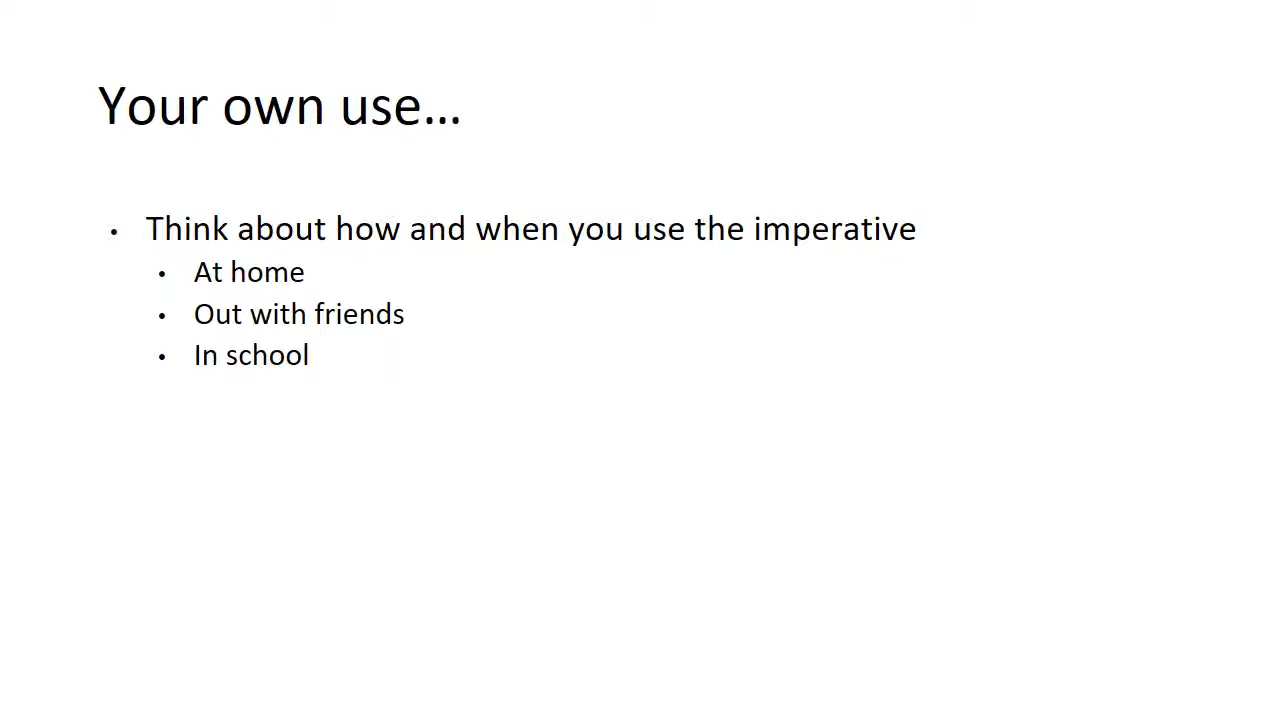 Your own use…
• Think about how and when you use the imperative
• At home
• Out with friends
• In school